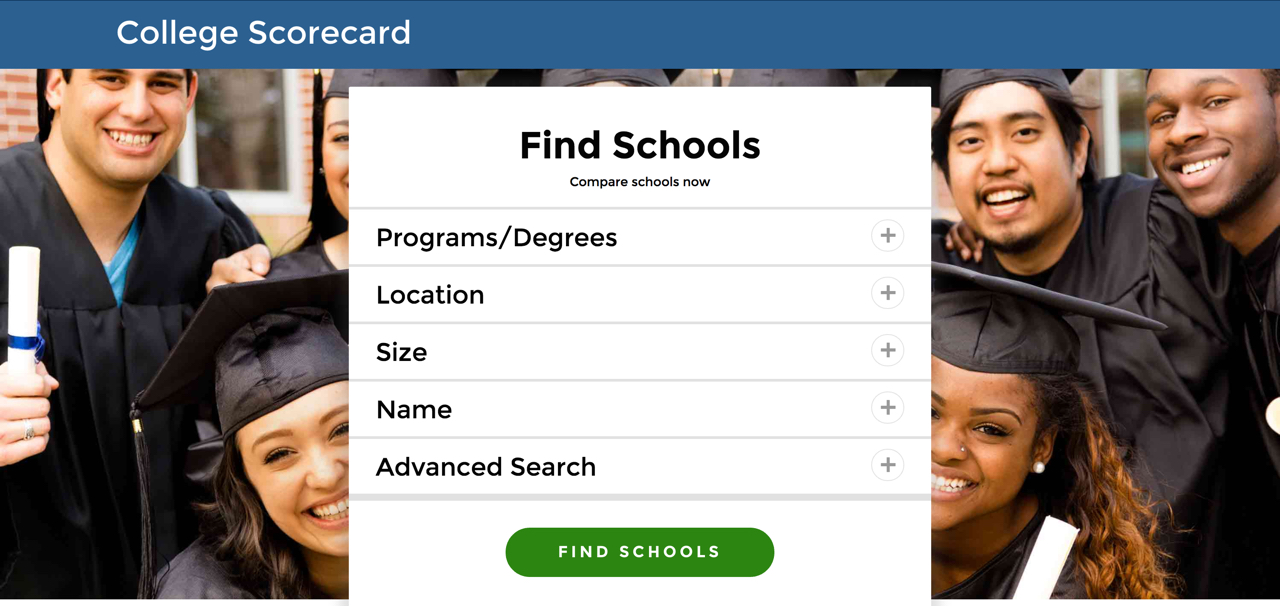 College Scorecard
Find Schools
Compare schools now
Programs/Degrees
Location
Size
Name
Advanced Search
FIND SCHOOLS